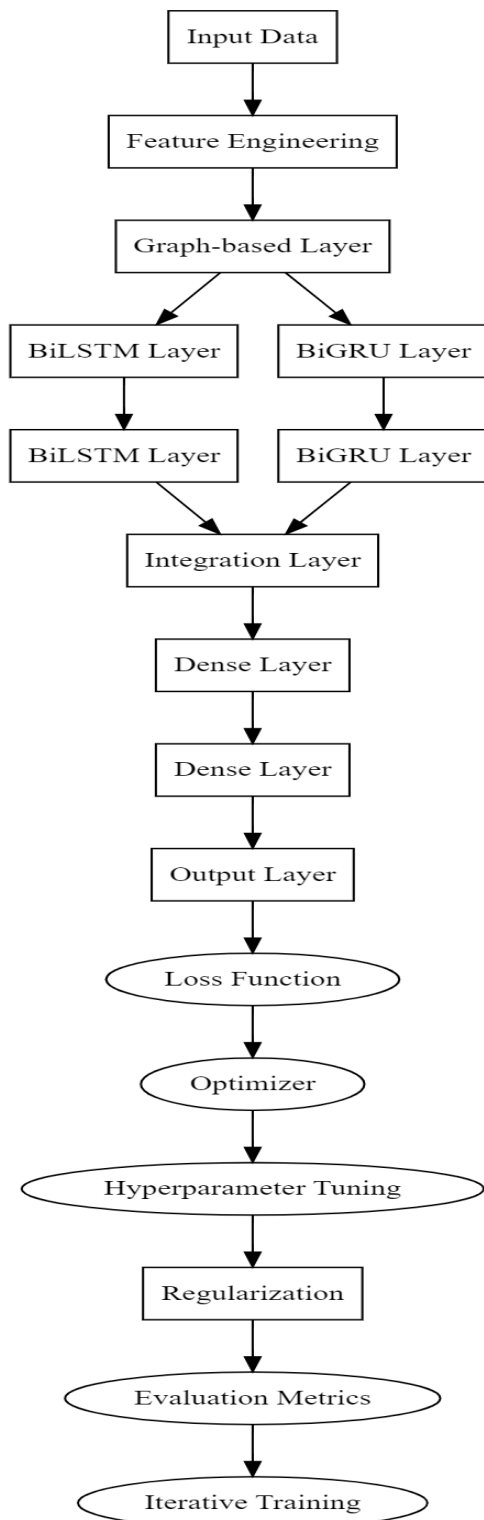 Input Data
Feature Engineering
Graph-based Layer
BiLSTM Layer
BiGRU Layer
BiLSTM Layer
BiGRU Layer
Integration Layer
Dense Layer
Dense Layer
Output Layer
Loss Function
Optimizer
Hyperparameter Tuning
Regularization
Evaluation Metrics
Iterative Training